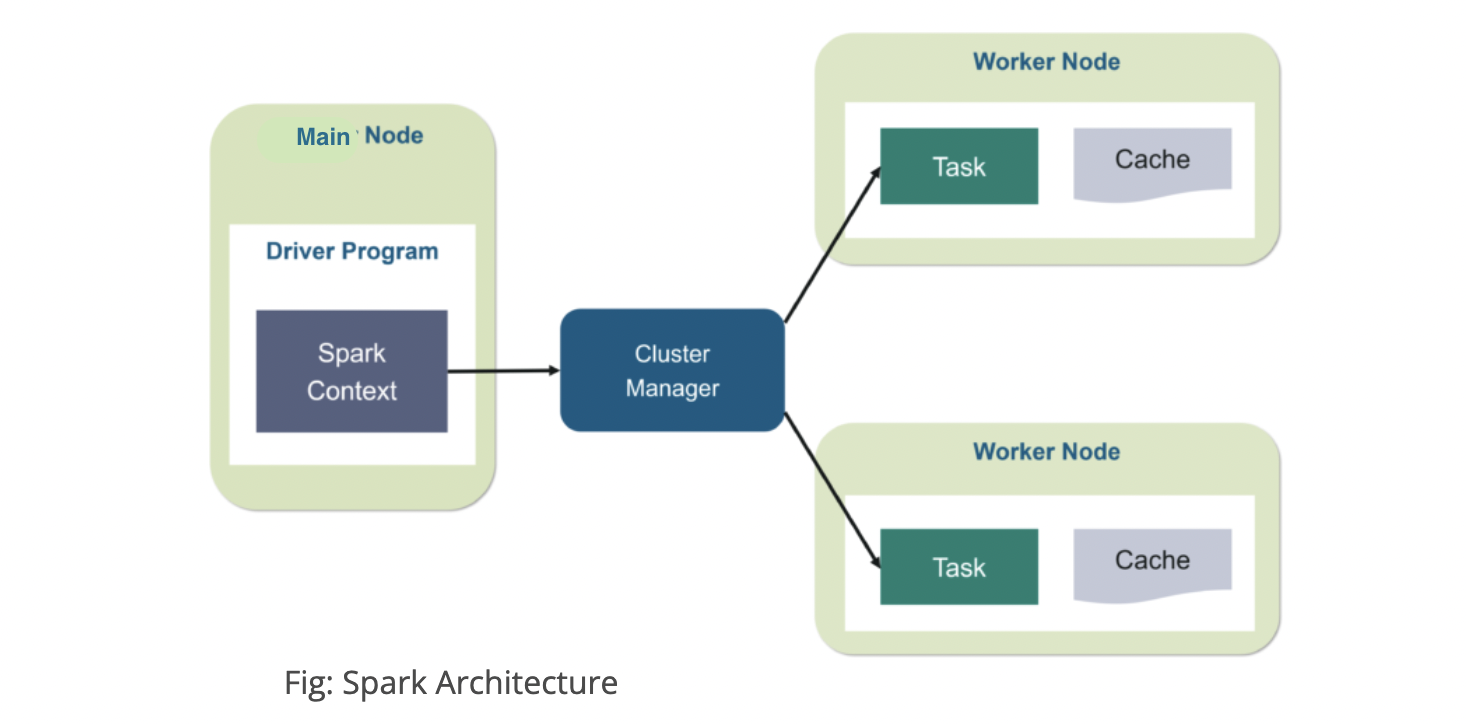 Main Node
Driver Program
Spark
Context
Cluster
Manager
Worker Node
Task
Cache
Worker Node
Task
Cache
Fig: Spark Architecture